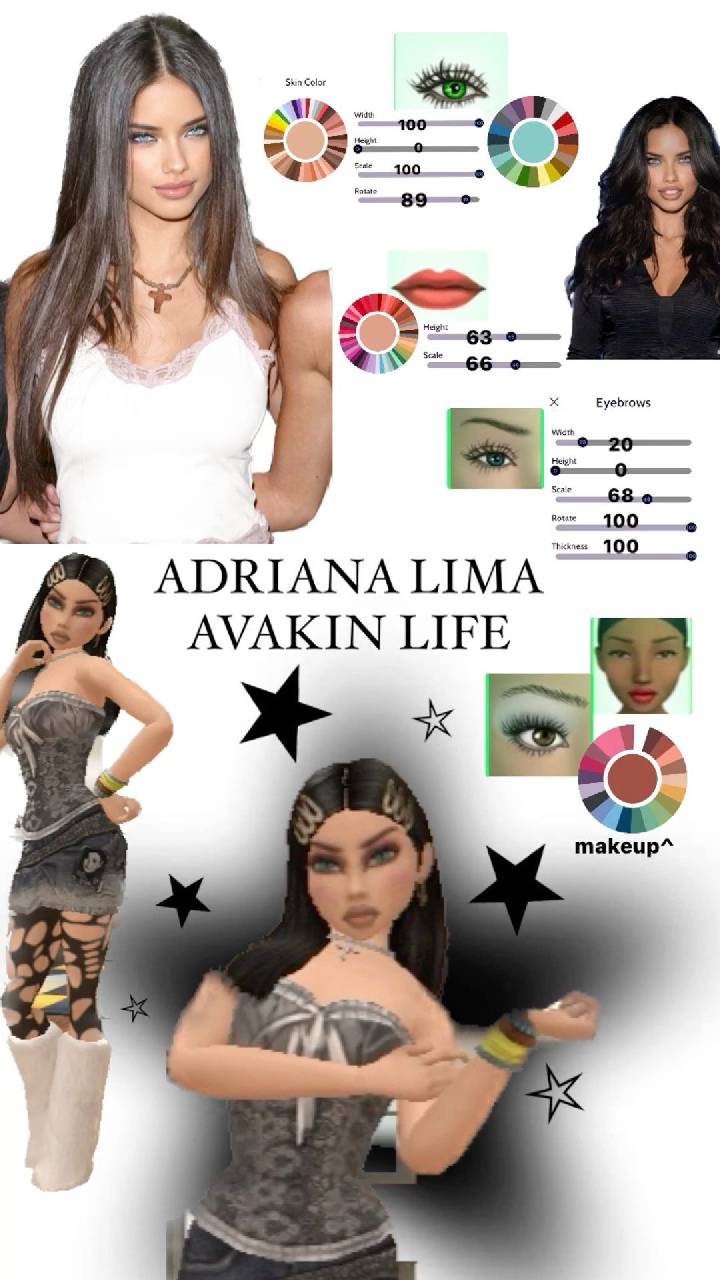 Skin Color
Width
100
Height
0
Scale
100
Rotate
89
Height
63
Scale
66
Eyebrows
Width
20
Height
0
Scale
68
Rotate
100
Thickness
100
ADRIANA LIMA
AVAKIN LIFE
makeup^